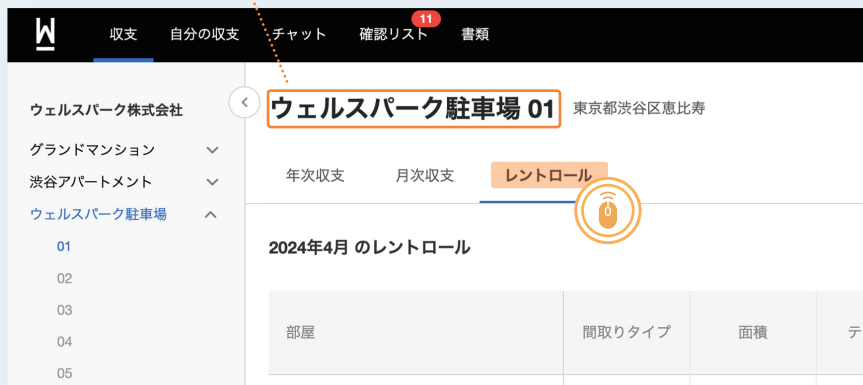 11
W 収支 自分の収支 チャット 確認リスト 書類
ウェルスパーク株式会社
グランドマンション
渋谷アパートメント
ウェルスパーク駐車場
01
02
03
04
05
ウェルスパーク駐車場 01 東京都渋谷区恵比寿
年次収支 月次収支 レントロール
2024年4月 のレントロール
部屋 間取りタイプ 面積 テ